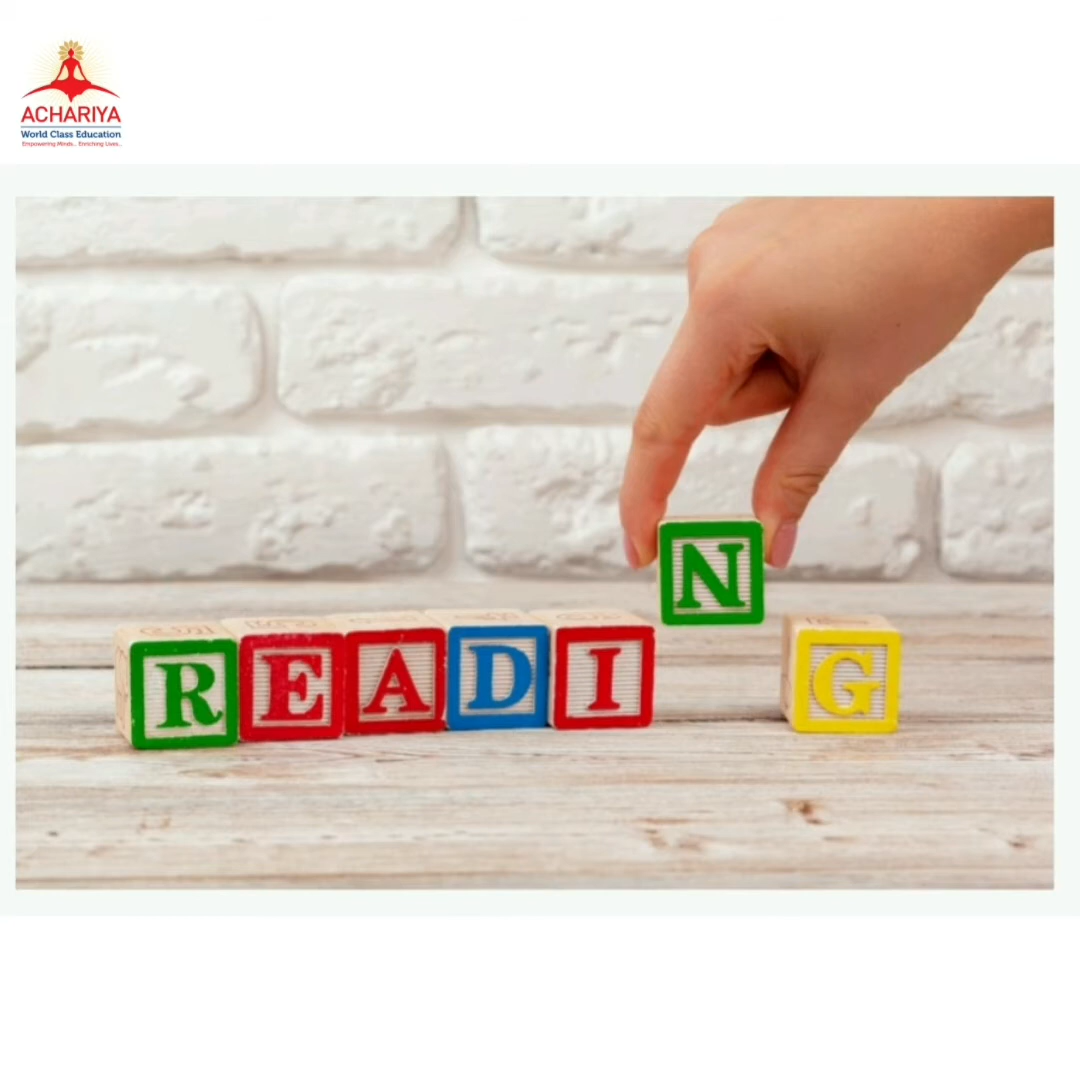 ACHARIYA
World Class Education
Empowering Minds... Enriching Lives...
READING